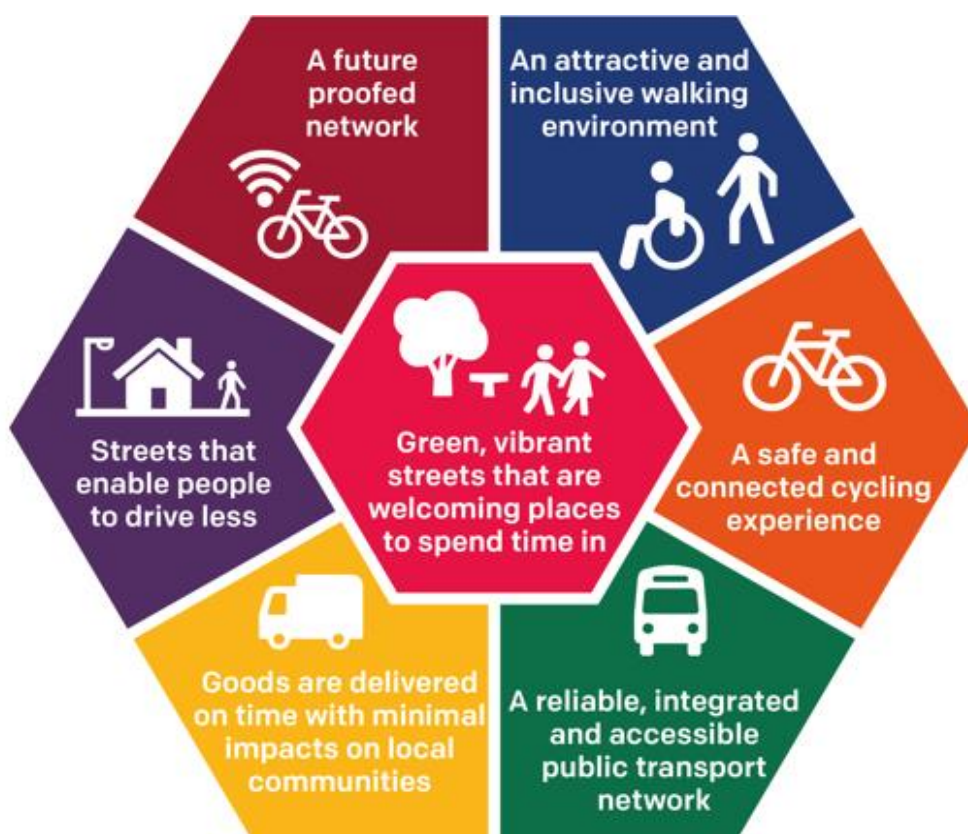 A future
proofed
network
An attractive and
inclusive walking
environment
Streets that
enable people
to drive less
Green, vibrant
streets that are
welcoming places
to spend time in
A safe and
connected cycling
experience
Goods are delivered
on time with minimal
impacts on local
communities
A reliable, integrated
and accessible
public transport
network